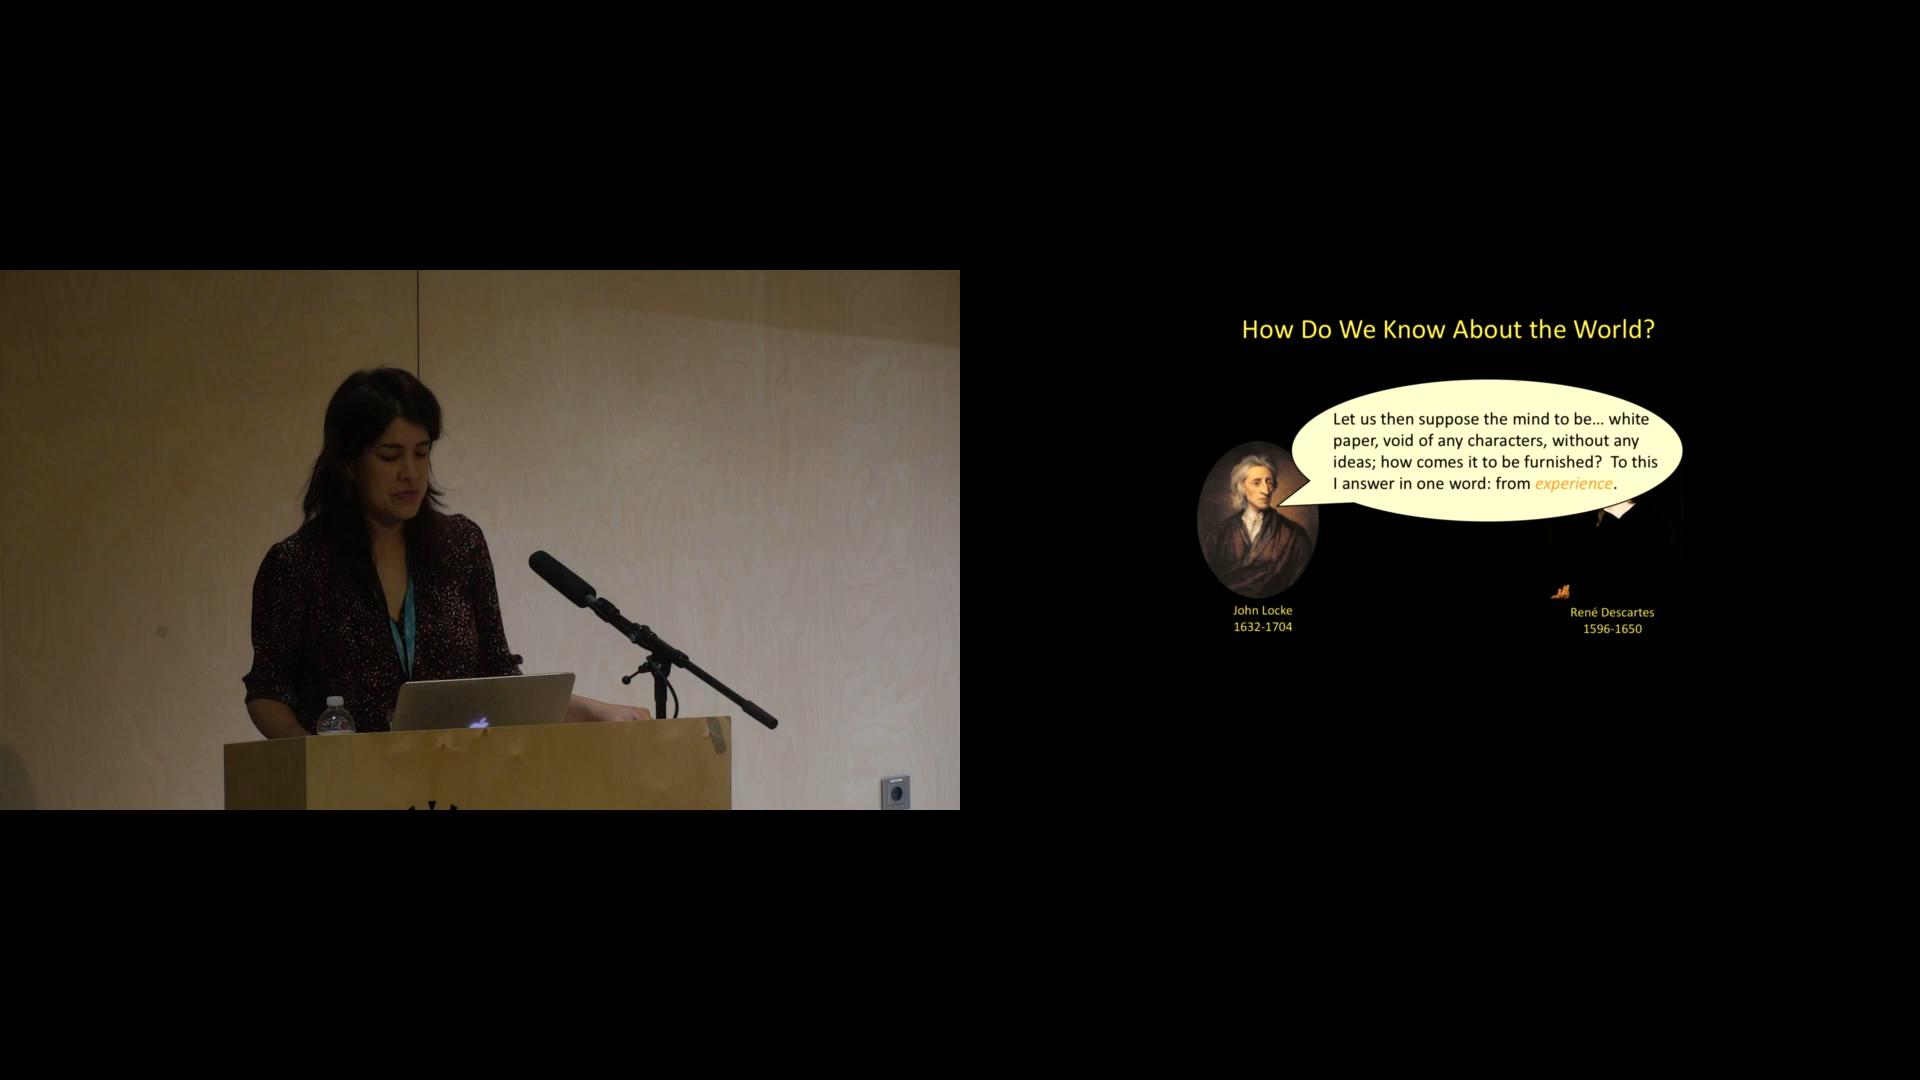 How Do We Know About the World?
Let us then suppose the mind to be... white
paper, void of any characters, without any
ideas; how comes it to be furnished?  To this
I answer in one word: from experience.
John Locke
1632-1704
René Descartes
1596-1650